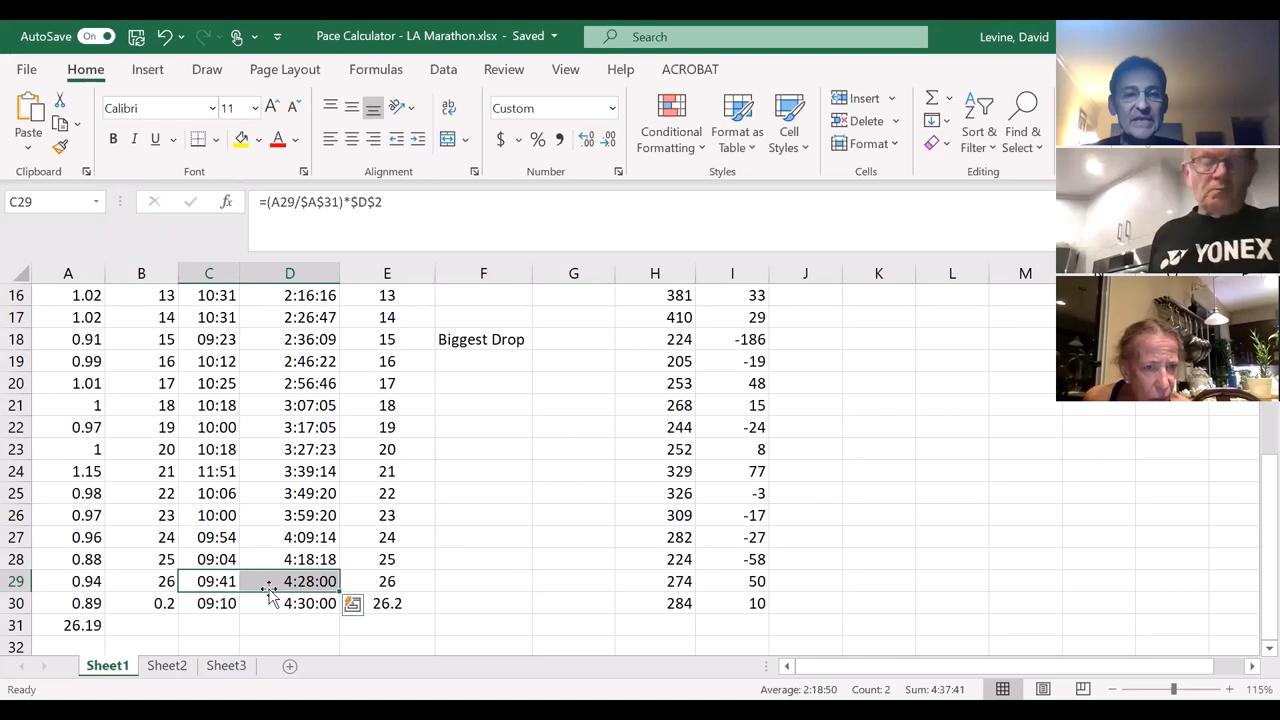 AutoSave On Pace Calculator - LA Marathon.xlsx - Saved Search Levine, David
File Home Insert Draw Page Layout Formulas Data Review View Help ACROBAT
Paste Calibri 11 A A Custom Conditional Formatting Format as Table Cell Styles Insert Delete Format Sort & Filter Find & Select
B I U A $ % ,
Clipboard Font Alignment Number Styles Cells Editing
C29 fx =(A29/$A$31)*$D$2
A B C D E F G H I J K L M
16 1.02 13 10:31 2:16:16 13 381 33
17 1.02 14 10:31 2:26:47 14 410 29
18 0.91 15 09:23 2:36:09 15 Biggest Drop 224 -186
19 0.99 16 10:12 2:46:22 16 205 -19
20 1.01 17 10:25 2:56:46 17 253 48
21 1 18 10:18 3:07:05 18 268 15
22 0.97 19 10:00 3:17:05 19 244 -24
23 1 20 10:18 3:27:23 20 252 8
24 1.15 21 11:51 3:39:14 21 329 77
25 0.98 22 10:06 3:49:20 22 326 -3
26 0.97 23 10:00 3:59:20 23 309 -17
27 0.96 24 09:54 4:09:14 24 282 -27
28 0.88 25 09:04 4:18:18 25 224 -58
29 0.94 26 09:41 4:28:00 26 274 50
30 0.89 0.2 09:10 4:30:00 26.2 284 10
31 26.19
32
Sheet1 Sheet2 Sheet3
Ready Average: 2:18:50 Count: 2 Sum: 4:37:41 115%
YONEX